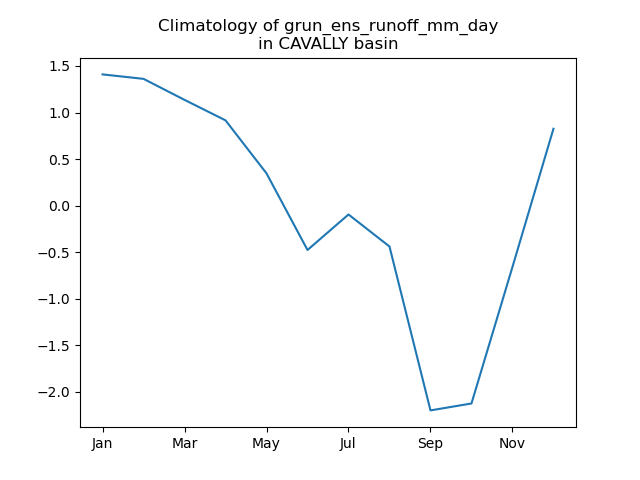 Climatology of grun_ens_runoff_mm_day
in CAVALLY basin
1.5
1.0
0.5
0.0
−0.5
−1.0
−1.5
−2.0
Jan Mar May Jul Sep Nov